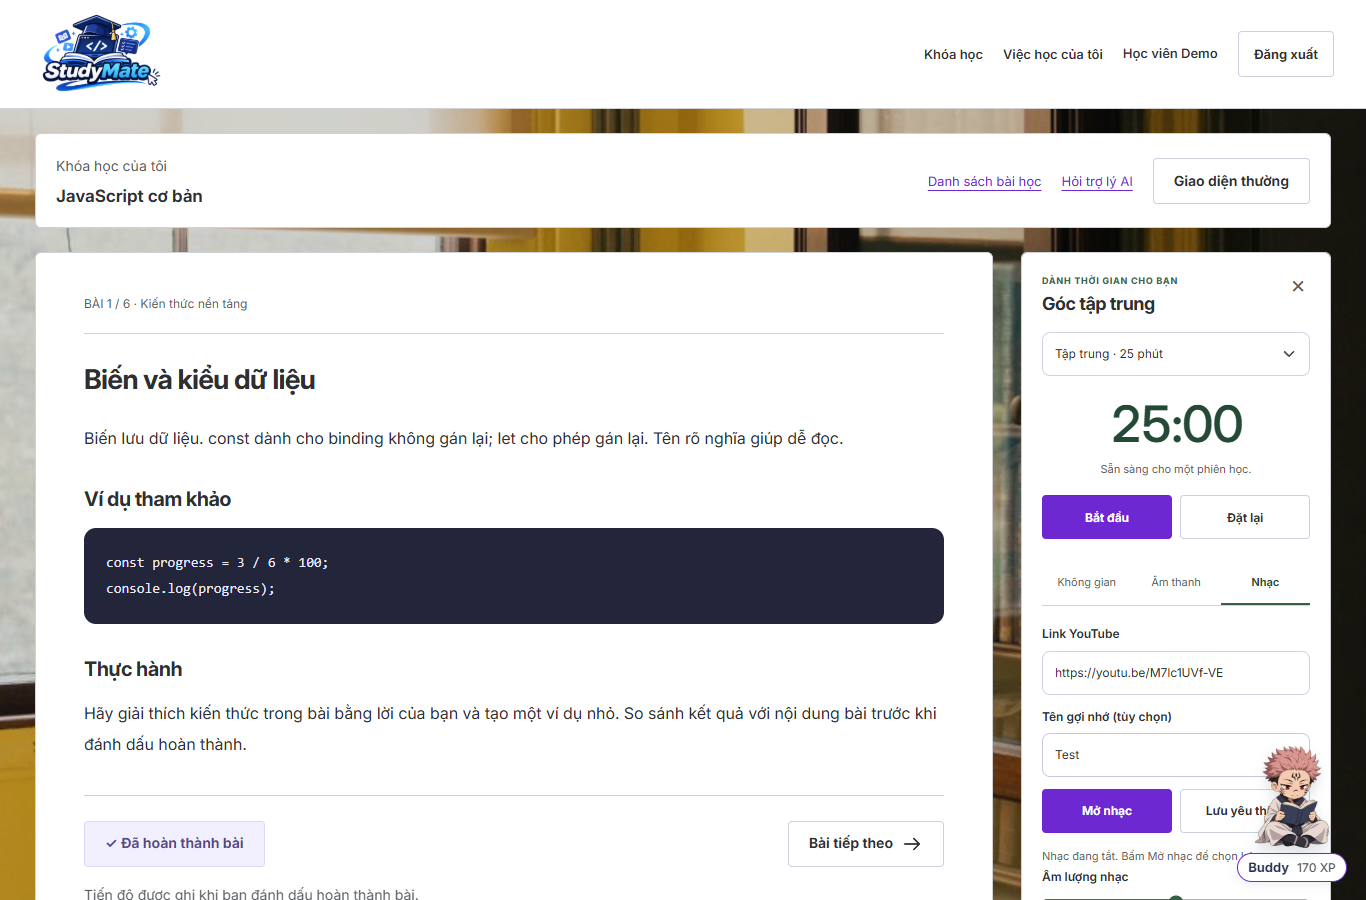 StudyMate
Khóa học
Việc học của tôi
Học viên Demo
Đăng xuất
Khóa học của tôi
JavaScript cơ bản
Danh sách bài học
Hỏi trợ lý AI
Giao diện thường
BÀI 1 / 6 · Kiến thức nền tảng
Biến và kiểu dữ liệu
Biến lưu dữ liệu. const dành cho binding không gán lại; let cho phép gán lại. Tên rõ nghĩa giúp dễ đọc.
Ví dụ tham khảo
const progress = 3 / 6 * 100;
console.log(progress);
Thực hành
Hãy giải thích kiến thức trong bài bằng lời của bạn và tạo một ví dụ nhỏ. So sánh kết quả với nội dung bài trước khi
đánh dấu hoàn thành.
✓ Đã hoàn thành bài
Bài tiếp theo →
Tiến độ được ghi khi bạn đánh dấu hoàn thành bài.
DÀNH THỜI GIAN CHO BẠN
Góc tập trung
Tập trung · 25 phút
25:00
Sẵn sàng cho một phiên học.
Bắt đầu
Đặt lại
Không gian
Âm thanh
Nhạc
Link YouTube
https://youtu.be/M7lc1UVf-VE
Tên gợi nhớ (tùy chọn)
Test
Mở nhạc
Lưu yêu
Nhạc đang tắt. Bấm Mở nhạc để chọn
Âm lượng nhạc
Buddy 170 XP